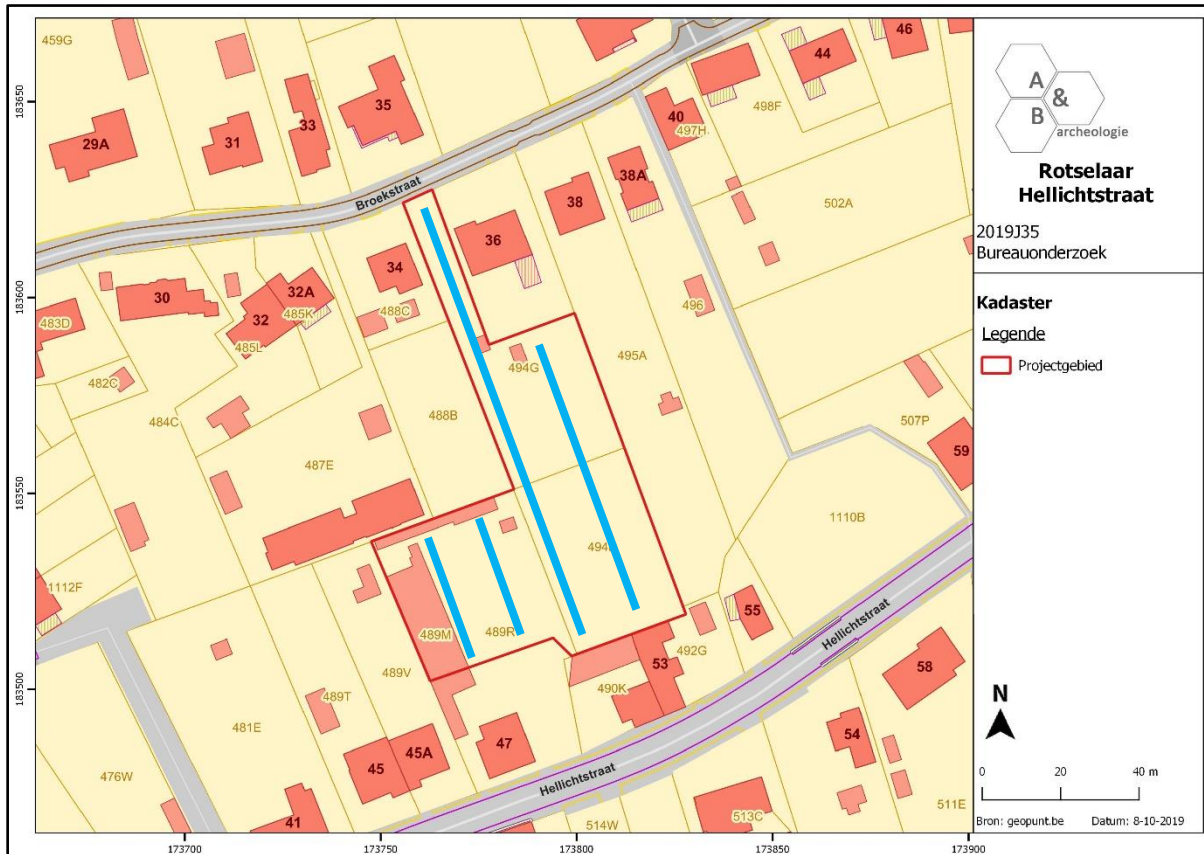 459G
46
44
498F
35
33
31
29A
40
497H
38A
Broekstraat
38
502A
36
34
32A
30
485K
488C
496
483D
32
485L
494G
495A
482C
484C
488B
507P
59
487E
1110B
1112F
489M
489R
55
492G
Hellichtstraat
53
489V
490K
58
489T
481E
54
47
45A
45
476W
Hellichtstraat
513C
511E
41
514W
183650
183600
183550
183500
173700
173750
173800
173850
173900
A
&
B
archeologie
Rotselaar
Hellichtstraat
2019J35
Bureauonderzoek
Kadaster
Legende
Projectgebied
N
0 20 40 m
Bron: geopunt.be Datum: 8-10-2019